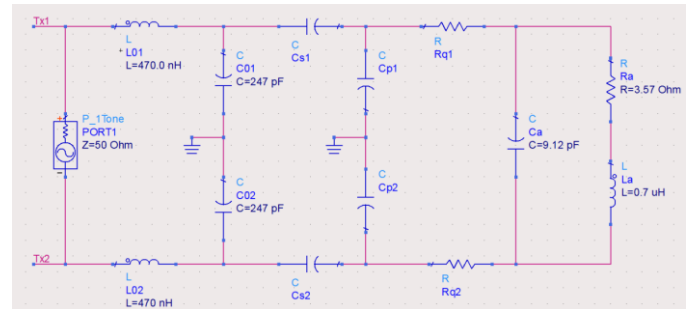 Tx1
L
L01
L=470.0 nH
C
Cs1
R
Rq1
C
C01
C=247 pF
C
Cp1
R
Ra
R=3.57 Ohm
P_1Tone
PORT1
Z=50 Ohm
C
Ca
C=9.12 pF
C
C02
C=247 pF
C
Cp2
L
La
L=0.7 uH
Tx2
L
L02
L=470 nH
C
Cs2
R
Rq2